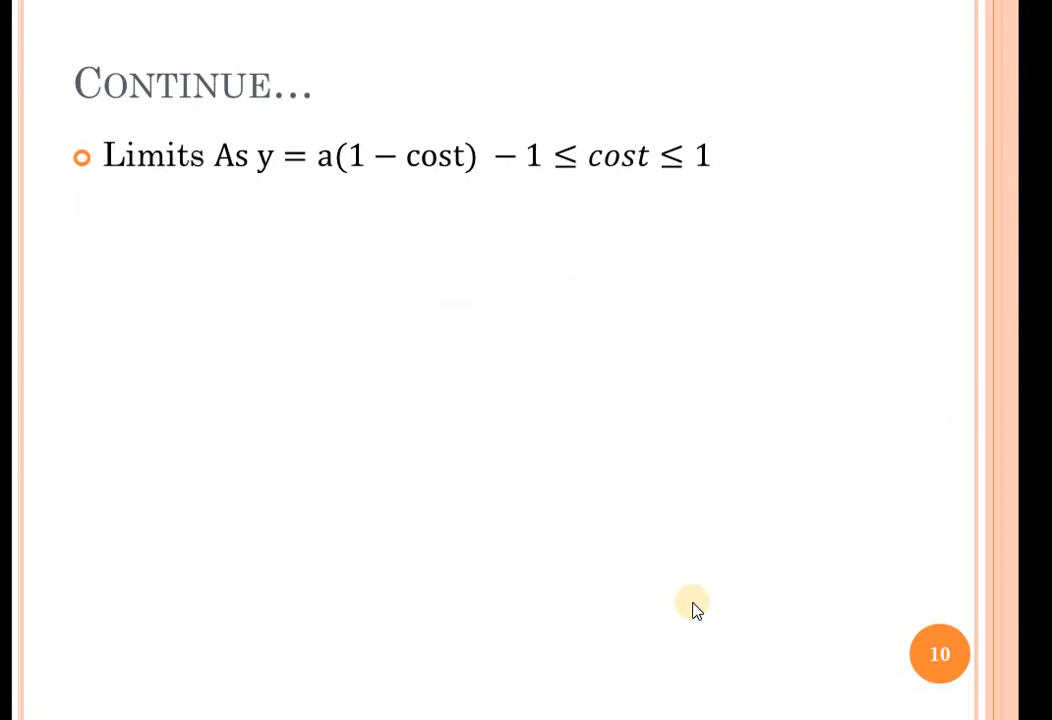 CONTINUE...
Limits As y = a(1 − cost) − 1 ≤ cost ≤ 1
10